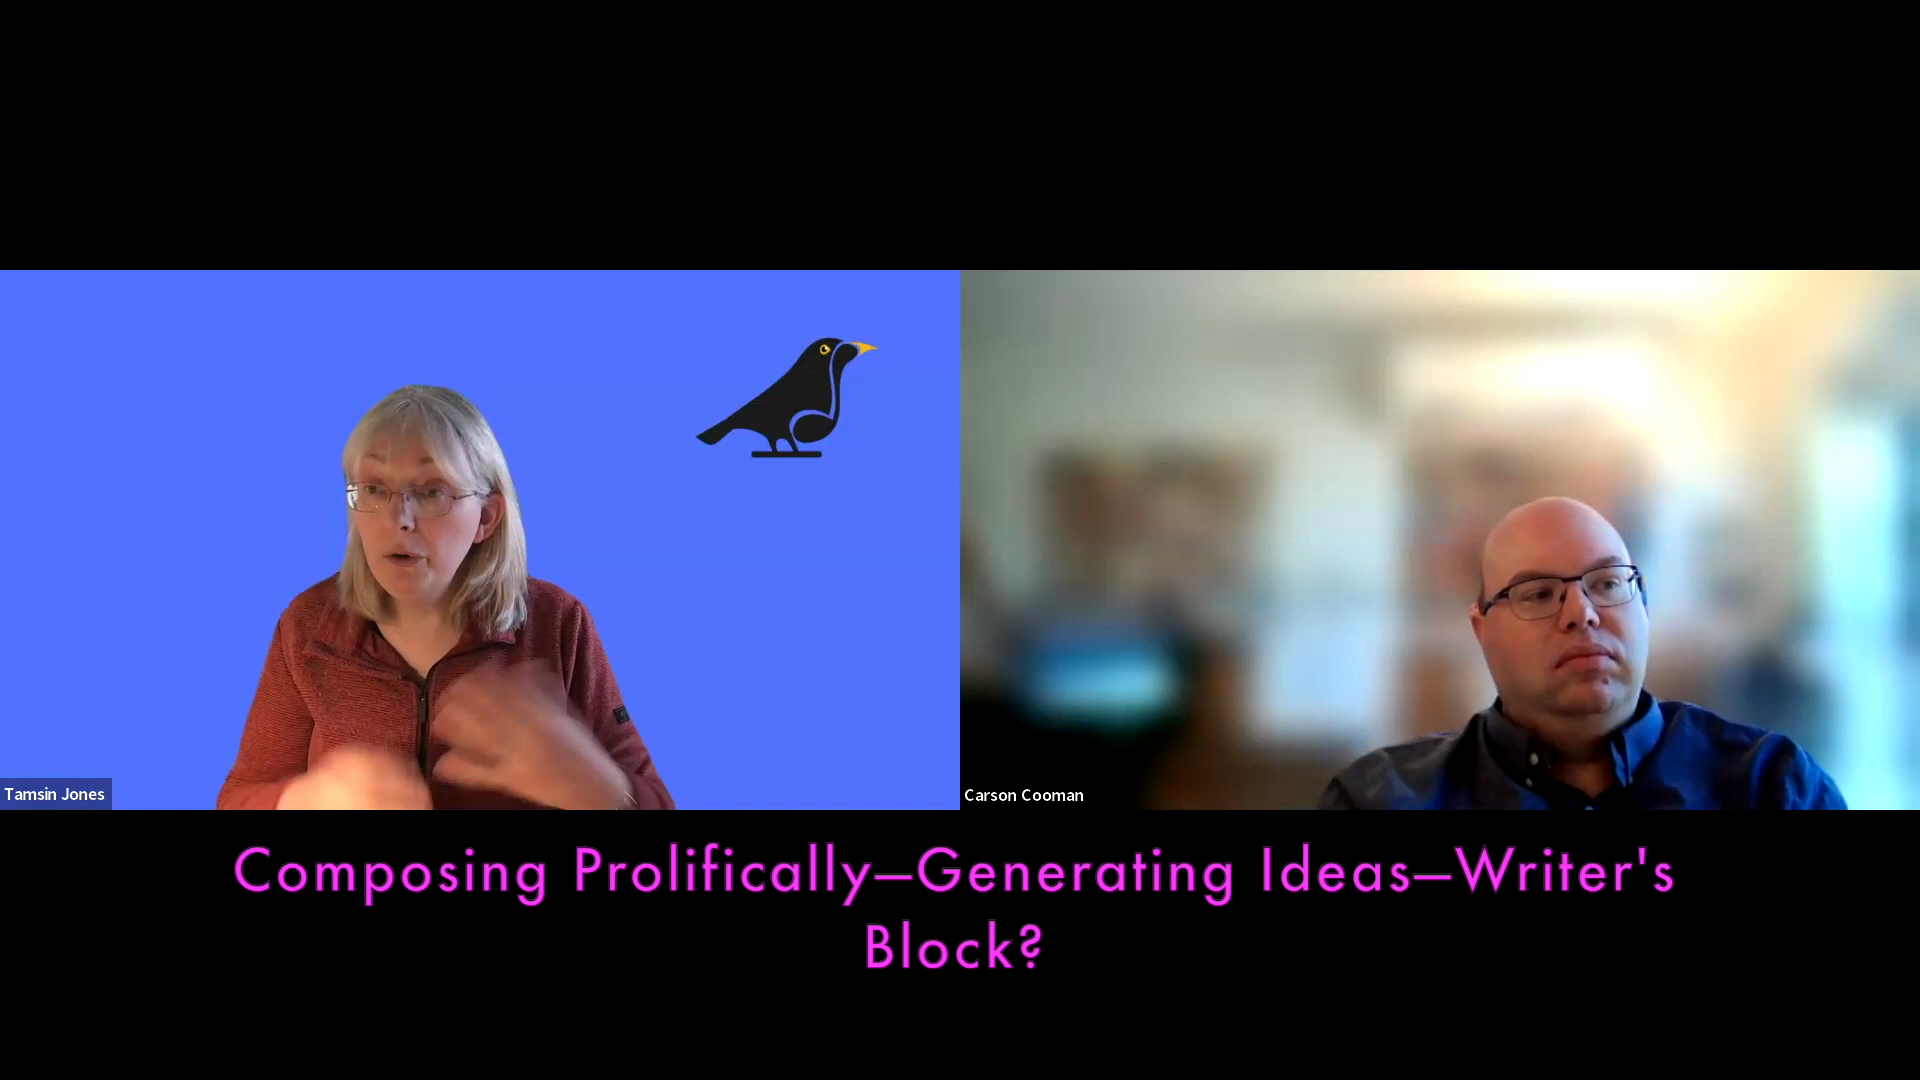 Tamsin Jones
Carson Cooman
Composing Prolifically—Generating Ideas—Writer's
Block?